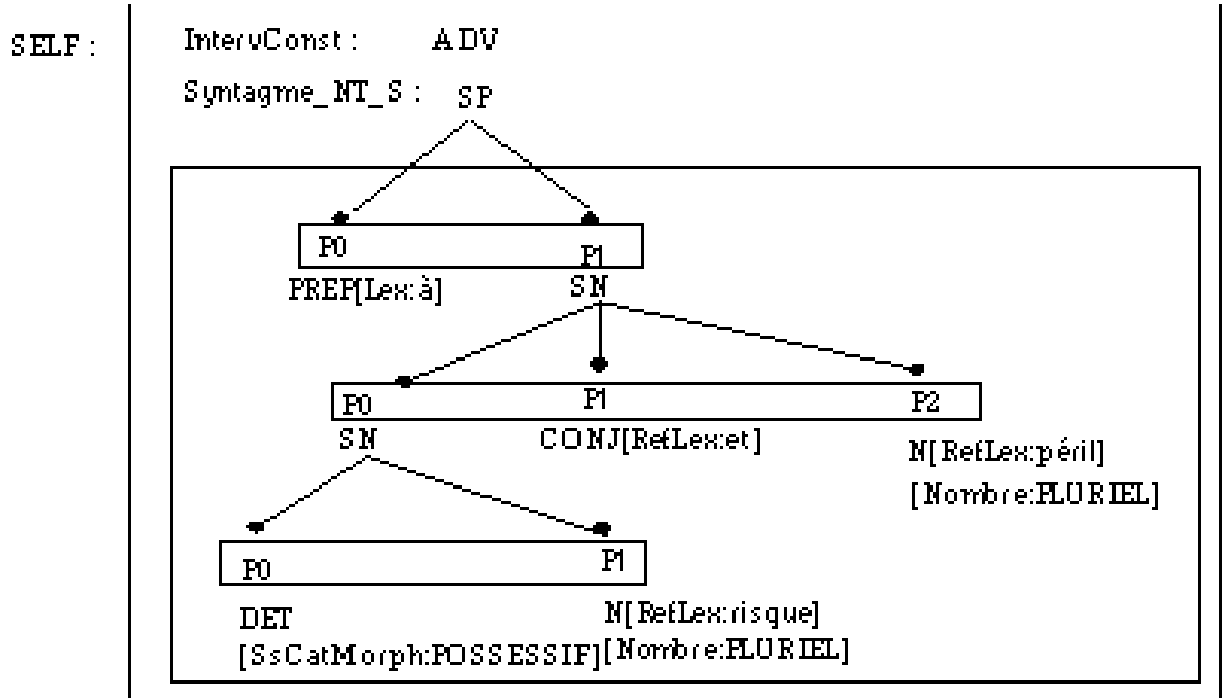 SELF : IntervConst : ADV
Syntagme_NT_S : SP
P0 P1
PREP[Lex:à] SN
P0 P1 P2
SN CONJ[RefLex:et] N[RefLex:péril]
[Nombre:PLURIEL]
P0 P1
DET N[RefLex:risque]
[SsCatMorph:POSSESSIF][Nombre:PLURIEL]